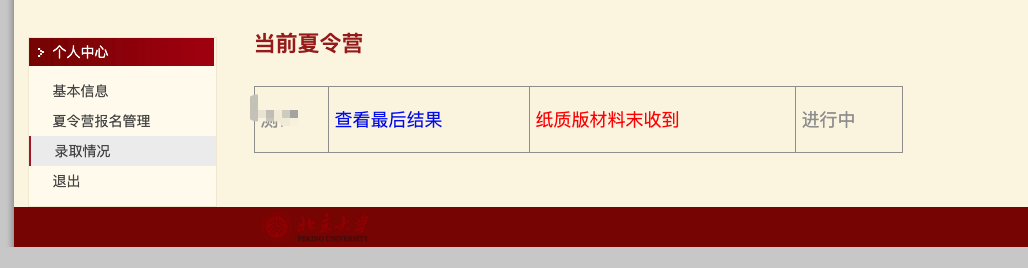 当前夏令营
个人中心
基本信息
夏令营报名管理
录取情况
退出
查看最后结果
纸质版材料末收到
进行中